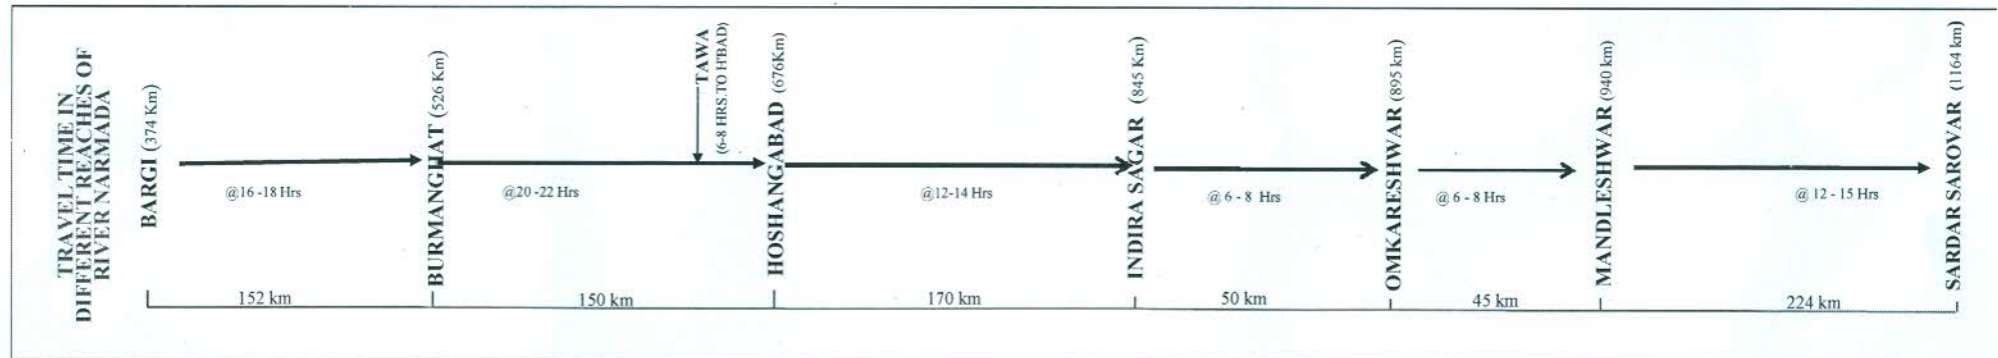 TRAVEL TIME IN
DIFFERENT REACHES OF
RIVER NARMADA
BARGI (374 Km)
@16 -18 Hrs
BURMANGHAT (526 Km)
@20 -22 Hrs
TAWA
(6-8 HRS.TO H'BAD)
HOSHANGABAD (676Km)
@12-14 Hrs
INDIRA SAGAR (845 Km)
@ 6 - 8 Hrs
OMKARESHWAR (895 km)
@ 6 - 8 Hrs
MANDLESHWAR (940 km)
@ 12 - 15 Hrs
SARDAR SAROVAR (1164 km)
152 km
150 km
170 km
50 km
45 km
224 km